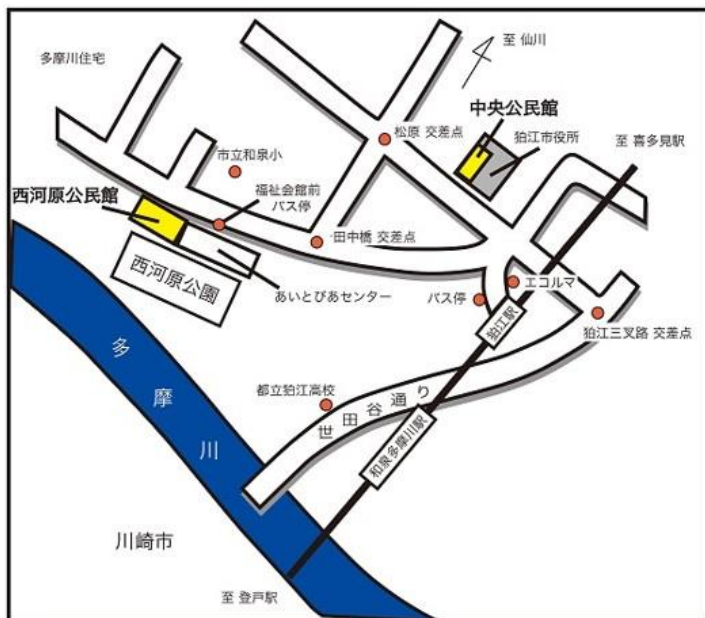 至 仙川
多摩川住宅
中央公民館
松原 交差点
狛江市役所
至 喜多見駅
市立和泉小
福祉会館前
バス停
西河原公民館
田中橋 交差点
西河原公園
あいとぴあセンター
エコルマ
バス停
狛江駅
狛江三叉路 交差点
多摩川
都立狛江高校
世田谷通り
和泉多摩川駅
川崎市
至 登戸駅